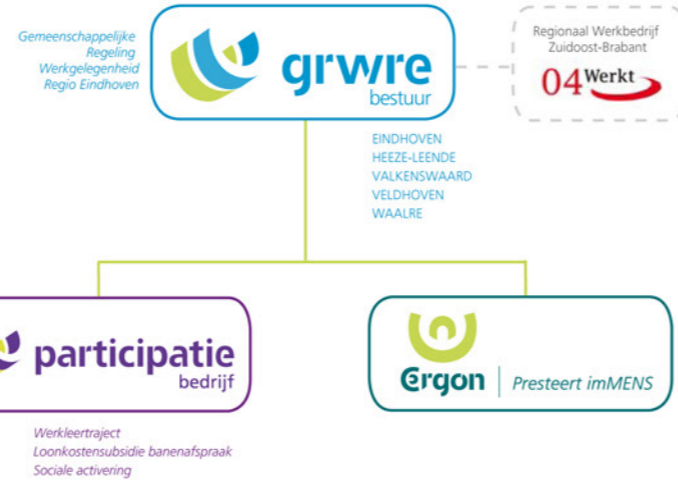 Gemeenschappelijke
Regeling
Werkgelegenheid
Regio Eindhoven
grwre
bestuur
Regionaal Werkbedrijf
Zuidoost-Brabant
04Werkt
EINDHOVEN
HEEZE-LEENDE
VALKENSWAARD
VELDHOVEN
WAALRE
participatie
bedrijf
Ergon
Presteert imMENS
Werkleertraject
Loonkostensubsidie banenafspraak
Sociale activering